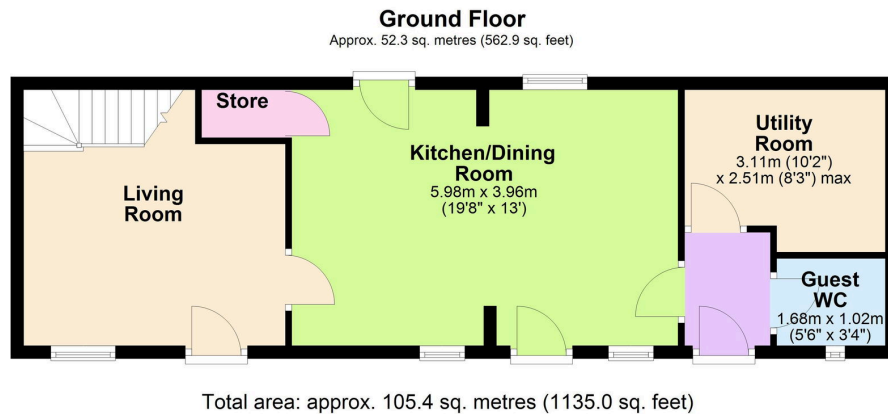 Ground Floor
Approx. 52.3 sq. metres (562.9 sq. feet)
Store
Kitchen/Dining
Room
5.98m x 3.96m
(19'8" x 13')
Utility
Room
3.11m (10'2")
x 2.51m (8'3") max
Living
Room
Guest
WC
1.68m x 1.02m
(5'6" x 3'4")
Total area: approx. 105.4 sq. metres (1135.0 sq. feet)